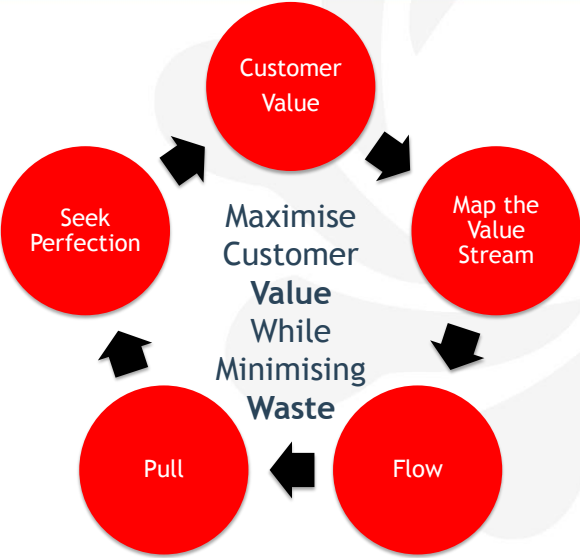 Customer
Value
Map the
Value
Stream
Flow
Pull
Seek
Perfection
Maximise
Customer
Value
While
Minimising
Waste